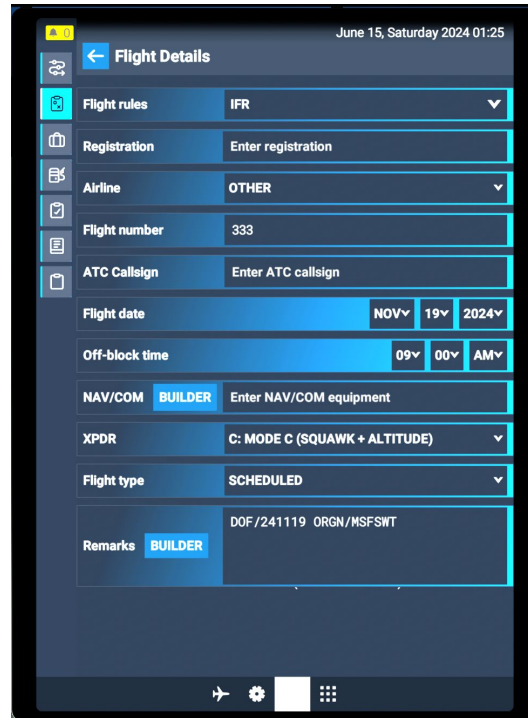 0
June 15, Saturday 2024 01:25
Flight Details
Flight rules IFR
Registration Enter registration
Airline OTHER
Flight number 333
ATC Callsign Enter ATC callsign
Flight date NOV 19 2024
Off-block time 09 00 AM
NAV/COM BUILDER Enter NAV/COM equipment
XPDR C: MODE C (SQUAWK + ALTITUDE)
Flight type SCHEDULED
DOF/241119 ORGN/MSFSWT
Remarks BUILDER